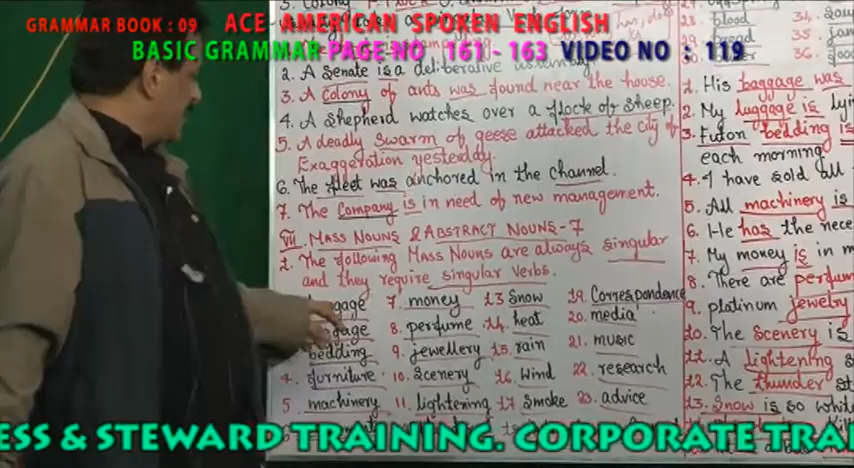 GRAMMAR BOOK : 09 ACE AMERICAN SPOKEN ENGLISH
BASIC GRAMMAR-PAGE NO 161 - 163 VIDEO NO : 119
2. A Senate is a deliberative
3. A Colony of ants was found near the house.
4. A shepherd watches over a flock of sheep.
5. A deadly swarm of geese attacked the city of
Exaggeration yesterday.
6. The fleet was anchored in the channel.
7. The Company is in need of new management.
VII. MASS NOUNS & ABSTRACT NOUNS - 7
1. The following Mass Nouns are always singular
and they require singular verbs.
7. money 13 Snow 19. Correspondence
8. perfume 14. heat 20. media
bedding 9. jewellery 15. rain 21. music
4. furniture 10. Scenery 16. Wind 22. research
5 machinery 11. lightening 17 Smoke 23. advice
28. blood 34. 
29. bread 35. 
36. 
1. His baggage was
2. My luggage is lyi
3. Futon bedding is
each morning
4. I have sold all
5. All machinery is
6. He has the nece
7. My money is in m
8. There are perfum
9. platinum jewelry
10. The Scenery is
11. A lightening s
12. The thunder st
13. Snow is so whit
ESS & STEWARD TRAINING. CORPORATE TRA